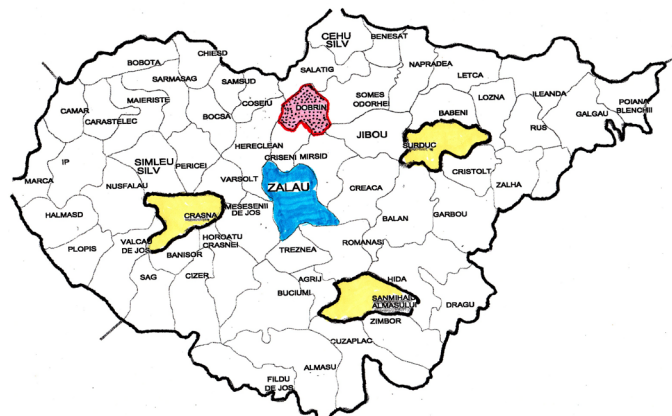 CEHU
SILV
BENESAT
CHIESD
BOBOTA
SALATIG
NAPRADEA
SARMASAG
SAMSUD
LETCA
MAIERISTE
COSEIU
SOMES
ODORHEI
LOZNA
ILEANDA
POIANA
BLENCHII
CAMAR
DOBRIN
BABENI
GALGAU
CARASTELEC
BOCSA
RUS
JIBOU
HERECLEAN
SURDUC
IP
SIMLEU
SILV
PERICEI
CRISENI
MIRSID
CRISTOLT
MARCA
VARSOLT
NUSFALAU
ZALAU
CREACA
ZALHA
HALMASD
CRASNA
MESESENII
DE JOS
BALAN
GARBOU
PLOPIS
VALCAU
DE JOS
HOROATU
CRASNEI
ROMANASI
BANISOR
TREZNEA
SAG
CIZER
AGRIJ
HIDA
BUCIUMI
SANMIHAIL
ALMASULUI
DRAGU
ZIMBOR
CUZAPLAC
ALMASU
FILDU
DE JOS